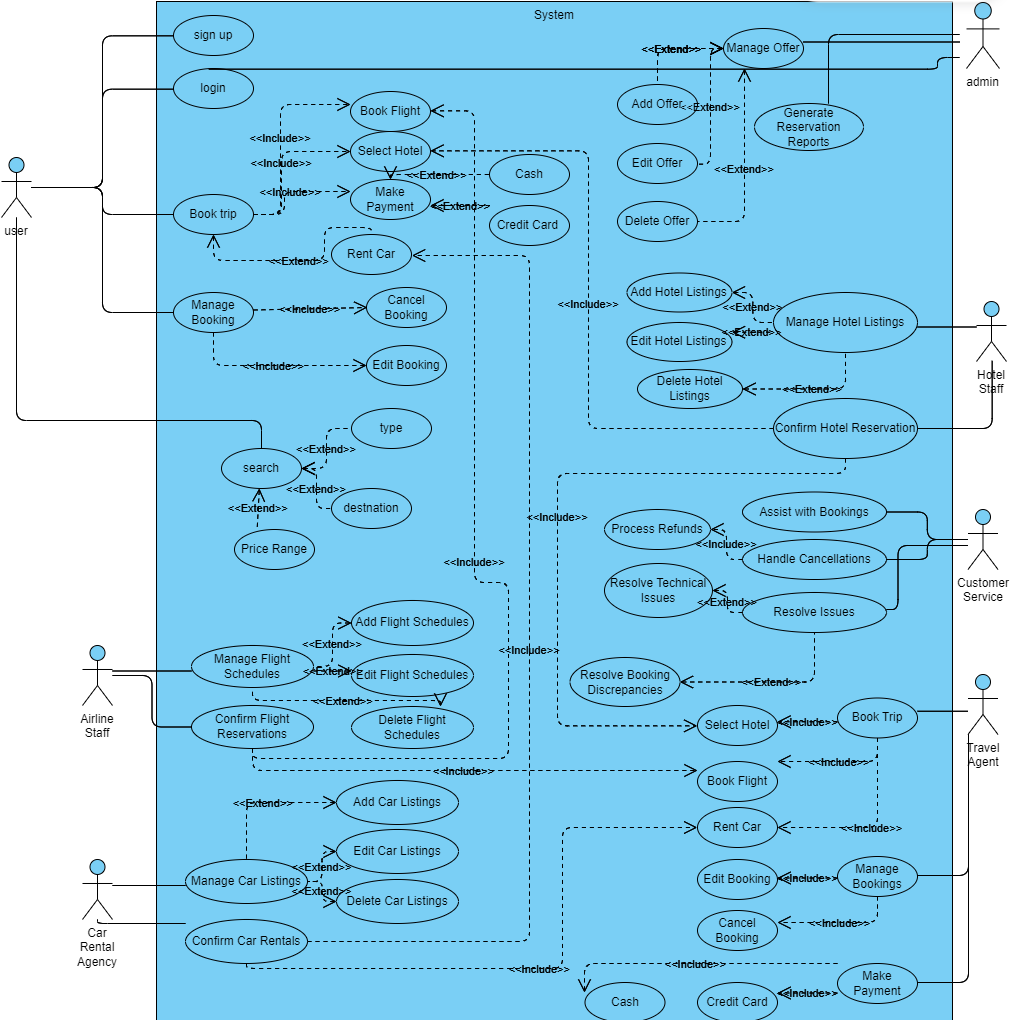 System
sign up
<<Extend>>
Manage Offer
login
admin
Book Flight
Add Offer
<<Extend>>
Generate
Reservation
Reports
<<Include>>
Select Hotel
<<Include>>
Edit Offer
<<Extend>>
<<Extend>>
Cash
<<Include>>
Make
Payment
<<Extend>>
Book trip
Credit Card
Delete Offer
user
Rent Car
<<Extend>>
Add Hotel Listings
<<Extend>>
Manage
Booking
<<Include>>
Cancel
Booking
<<Include>>
Manage Hotel Listings
<<Extend>>
Edit Hotel Listings
<<Include>>
Edit Booking
Hotel
Staff
Delete Hotel
Listings
<<Extend>>
type
Confirm Hotel Reservation
<<Extend>>
search
<<Extend>>
destnation
<<Extend>>
<<Include>>
Assist with Bookings
Process Refunds
<<Include>>
Price Range
Handle Cancellations
<<Include>>
Resolve Technical
Issues
<<Extend>>
Customer
Service
Resolve Issues
Add Flight Schedules
<<Extend>>
<<Include>>
Manage Flight
Schedules
<<Extend>>
Edit Flight Schedules
Resolve Booking
Discrepancies
<<Extend>>
<<Extend>>
Airline
Staff
Confirm Flight
Reservations
Delete Flight
Schedules
Select Hotel
<<Include>>
Book Trip
Travel
Agent
<<Include>>
<<Include>>
Book Flight
<<Extend>>
Add Car Listings
Rent Car
<<Include>>
Edit Car Listings
<<Extend>>
Manage Car Listings
<<Extend>>
Delete Car Listings
Edit Booking
<<Include>>
Manage
Bookings
Cancel
Booking
<<Include>>
Car
Rental
Agency
Confirm Car Rentals
<<Include>>
<<Include>>
Make
Payment
Cash
Credit Card
<<Include>>